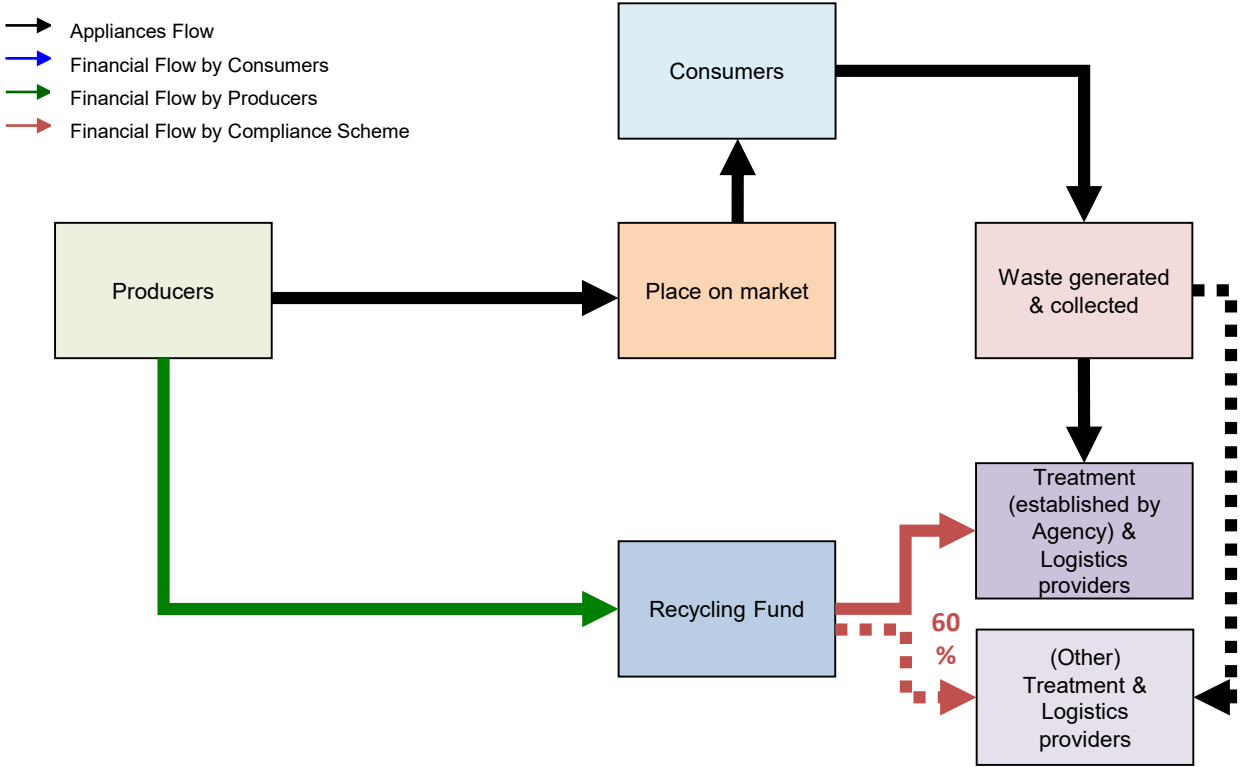 Appliances Flow
Financial Flow by Consumers
Financial Flow by Producers
Financial Flow by Compliance Scheme
Consumers
Producers
Place on market
Waste generated
& collected
Treatment
(established by
Agency) &
Logistics
providers
Recycling Fund
60
%
(Other)
Treatment &
Logistics
providers